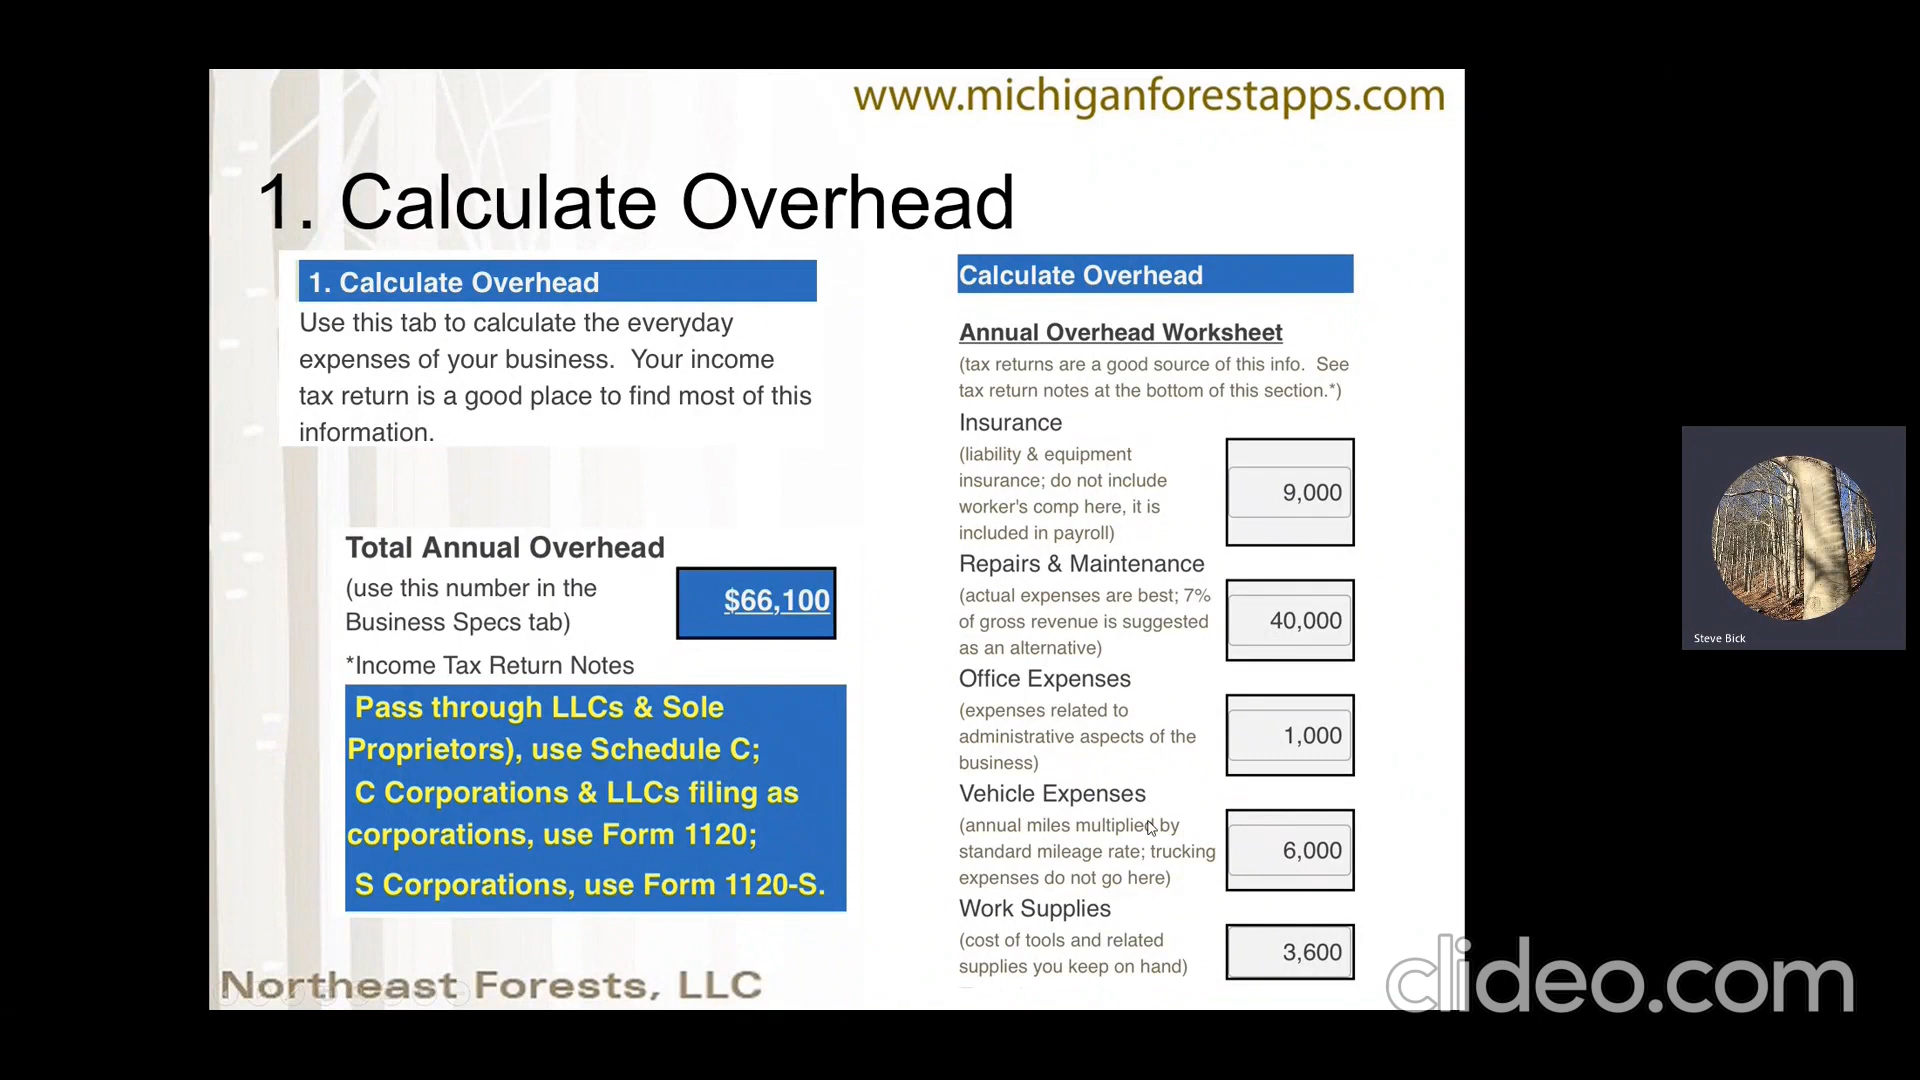 www.michiganforestapps.com
1. Calculate Overhead
1. Calculate Overhead
Use this tab to calculate the everyday
expenses of your business.  Your income
tax return is a good place to find most of this
information.
Total Annual Overhead
(use this number in the
Business Specs tab)
$66,100
*Income Tax Return Notes
Pass through LLCs & Sole
Proprietors), use Schedule C;
C Corporations & LLCs filing as
corporations, use Form 1120;
S Corporations, use Form 1120-S.
Northeast Forests, LLC
Calculate Overhead
Annual Overhead Worksheet
(tax returns are a good source of this info.  See
tax return notes at the bottom of this section.*)
Insurance
(liability & equipment
insurance; do not include
worker's comp here, it is
included in payroll)
9,000
Repairs & Maintenance
(actual expenses are best; 7%
of gross revenue is suggested
as an alternative)
40,000
Office Expenses
(expenses related to
administrative aspects of the
business)
1,000
Vehicle Expenses
(annual miles multiplied by
standard mileage rate; trucking
expenses do not go here)
6,000
Work Supplies
(cost of tools and related
supplies you keep on hand)
3,600
Steve Bick
clideo.com